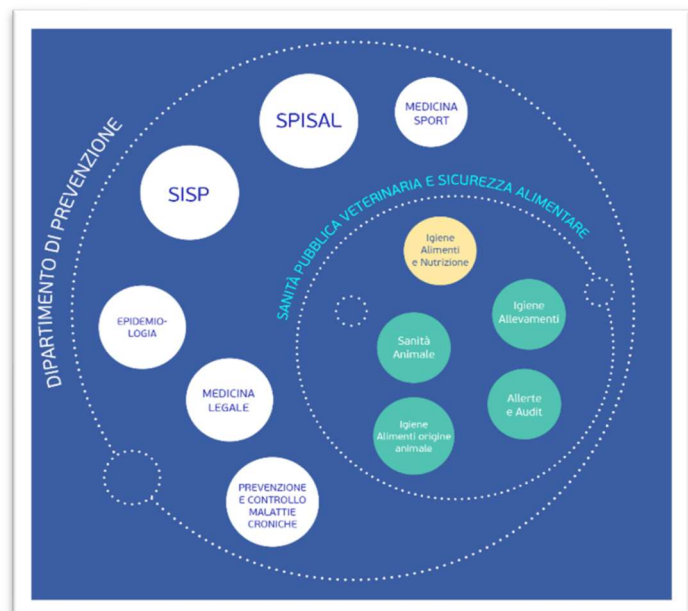 DIPARTIMENTO DI PREVENZIONE
SPISAL
MEDICINA
SPORT
SISP
SANITÀ PUBBLICA VETERINARIA E SICUREZZA ALIMENTARE
Igiene
Alimenti
e Nutrizione
Igiene
Allevamenti
EPIDEMIO-
LOGIA
Sanità
Animale
MEDICINA
LEGALE
Allerte
e Audit
Igiene
Alimenti origine
animale
PREVENZIONE
E CONTROLLO
MALATTIE
CRONICHE